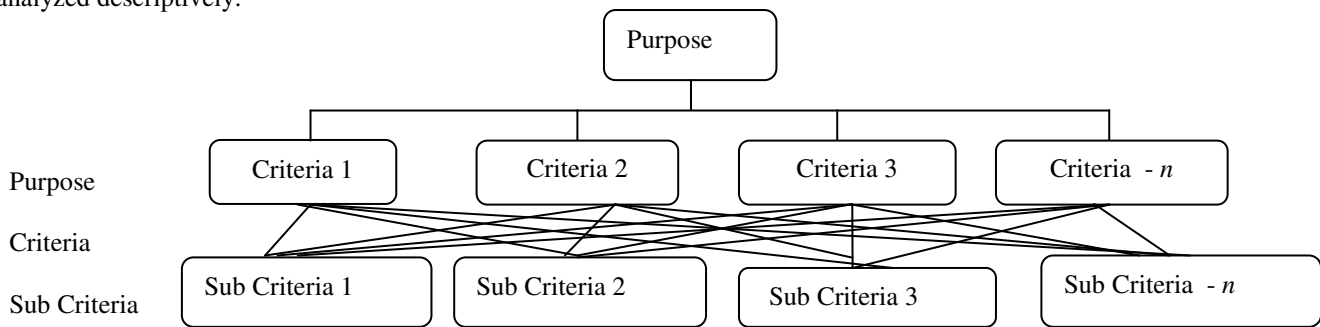 analyzed descriptively.
Purpose
Criteria 1
Criteria 2
Criteria 3
Criteria - n
Purpose
Criteria
Sub Criteria 1
Sub Criteria 2
Sub Criteria 3
Sub Criteria - n
Sub Criteria